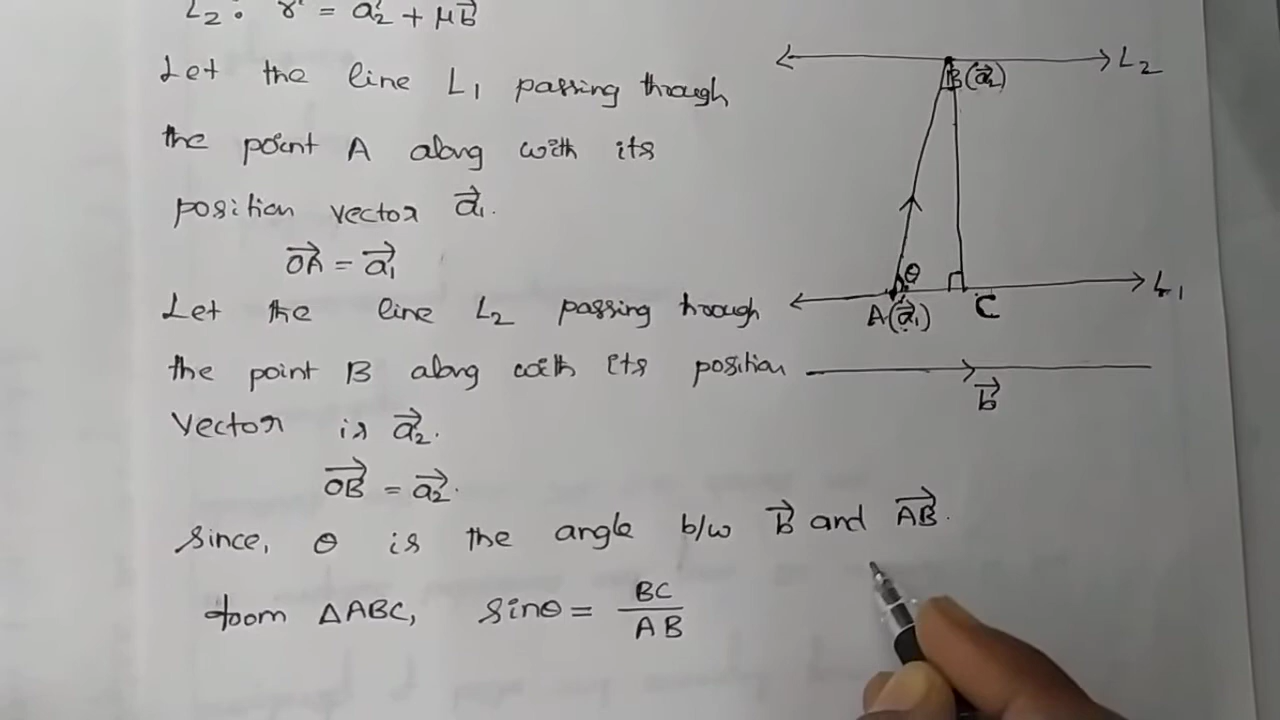 L₂: r⃗ = a⃗₂ + μb⃗
Let the line L₁ passing through
the point A along with its
position vector a⃗₁.
OA⃗ = a⃗₁
Let the line L₂ passing through
the point B along with its position
vector is a⃗₂.
OB⃗ = a⃗₂.
since, θ is the angle b/w b⃗ and AB⃗.
from ΔABC, sinθ = BC/AB
L₂
B(a⃗₂)
θ
L₁
A(a⃗₁)
C
b⃗